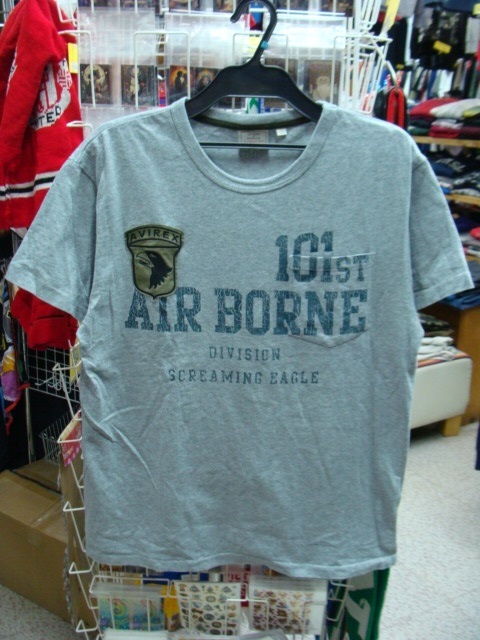 AVIREX
101ST
AIR BORNE
DIVISION
SCREAMING EAGLE